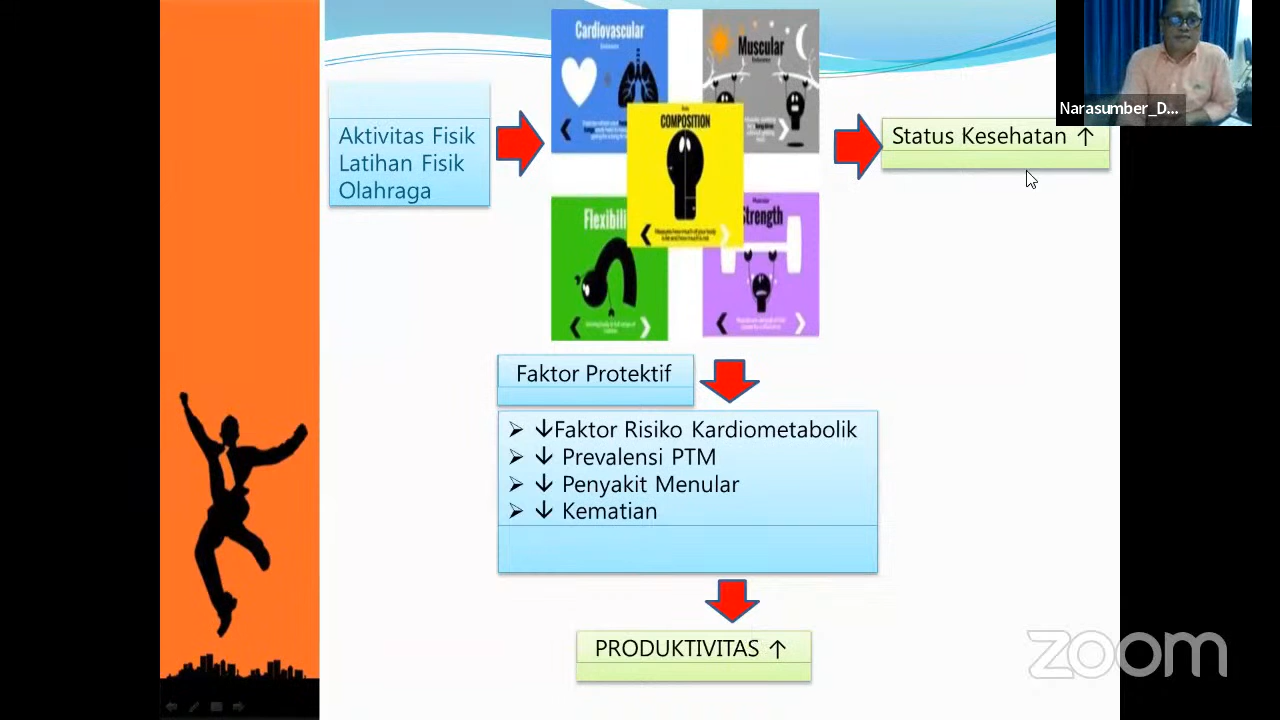 Narasumber_D...
Aktivitas Fisik
Latihan Fisik
Olahraga
Cardiovascular
Muscular
COMPOSITION
Flexibili
Strength
Status Kesehatan ↑
Faktor Protektif
➢ ↓Faktor Risiko Kardiometabolik
➢ ↓ Prevalensi PTM
➢ ↓ Penyakit Menular
➢ ↓ Kematian
PRODUKTIVITAS ↑
zoom